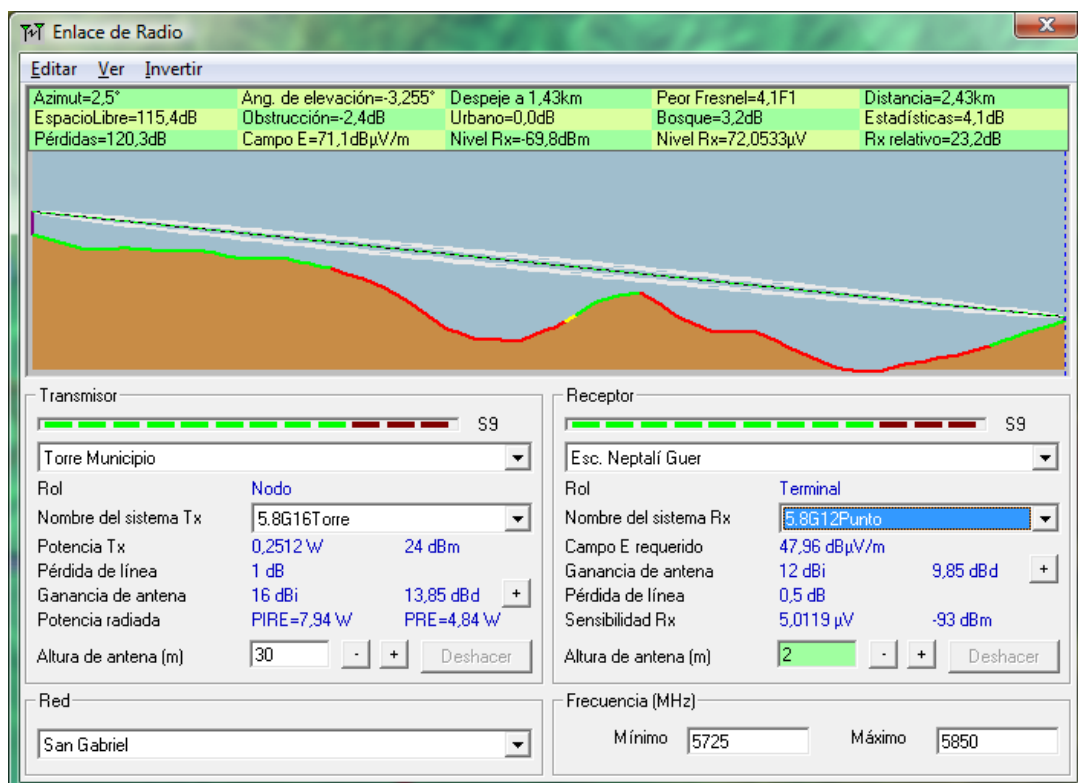 Enlace de Radio
Editar Ver Invertir
Azimut=2,5° Ang. de elevación=-3,255° Despeje a 1,43km Peor Fresnel=4,1F1 Distancia=2,43km
EspacioLibre=115,4dB Obstrucción=-2,4dB Urbano=0,0dB Bosque=3,2dB Estadísticas=4,1dB
Pérdidas=120,3dB Campo E=71,1dBµV/m Nivel Rx=-69,8dBm Nivel Rx=72,0533µV Rx relativo=23,2dB
Transmisor
S9
Torre Municipio
Rol Nodo
Nombre del sistema Tx 5.8G16Torre
Potencia Tx 0,2512 W 24 dBm
Pérdida de línea 1 dB
Ganancia de antena 16 dBi 13,85 dBd +
Potencia radiada PIRE=7,94 W PRE=4,84 W
Altura de antena (m) 30 - + Deshacer
Red
San Gabriel
Receptor
S9
Esc. Neptalí Guer
Rol Terminal
Nombre del sistema Rx 5.8G12Punto
Campo E requerido 47,96 dBµV/m
Ganancia de antena 12 dBi 9,85 dBd +
Pérdida de línea 0,5 dB
Sensibilidad Rx 5,0119 µV -93 dBm
Altura de antena (m) 2 - + Deshacer
Frecuencia (MHz)
Mínimo 5725 Máximo 5850